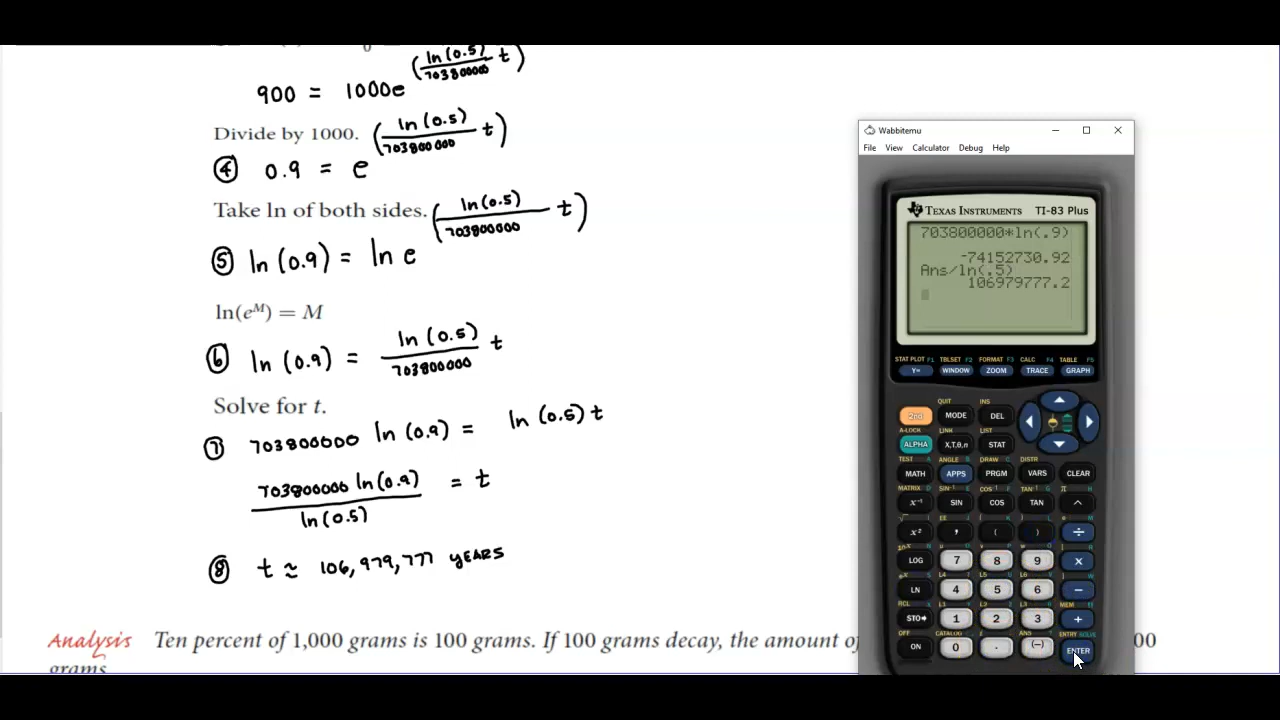 900 = 1000e^(ln(0.5)/703800000 t)
Divide by 1000.
④ 0.9 = e^(ln(0.5)/703800000 t)
Take ln of both sides.
⑤ ln(0.9) = ln e^(ln(0.5)/703800000 t)
ln(e^M) = M
⑥ ln(0.9) = ln(0.5)/703800000 t
Solve for t.
⑦ 703800000 ln(0.9) = ln(0.5) t
703800000 ln(0.9)/ln(0.5) = t
⑧ t ≈ 106,979,777 YEARS
Analysis Ten percent of 1,000 grams is 100 grams. If 100 grams decay, the amount of
00
grams
Wabbitemu
File View Calculator Debug Help
TEXAS INSTRUMENTS TI-83 Plus
703800000*ln(.9)
-74152730.92
Ans/ln(.5)
106979777.2
STAT PLOT F1 TBLSET F2 FORMAT F3 CALC F4 TABLE F5
Y= WINDOW ZOOM TRACE GRAPH
QUIT INS
2nd MODE DEL
A-LOCK LINK LIST
ALPHA X,T,θ,n STAT
TEST A ANGLE B DRAW C DISTR
MATH APPS PRGM VARS CLEAR
MATRIX D SIN⁻¹ E COS⁻¹ F TAN⁻¹ G π H
x⁻¹ SIN COS TAN ^
x² , ( ) ÷
LOG 7 8 9 ×
LN 4 5 6 −
RCL MEM
STO➔ 1 2 3 +
OFF CATALOG ANS ENTRY SOLVE
ON 0 . (−) ENTER